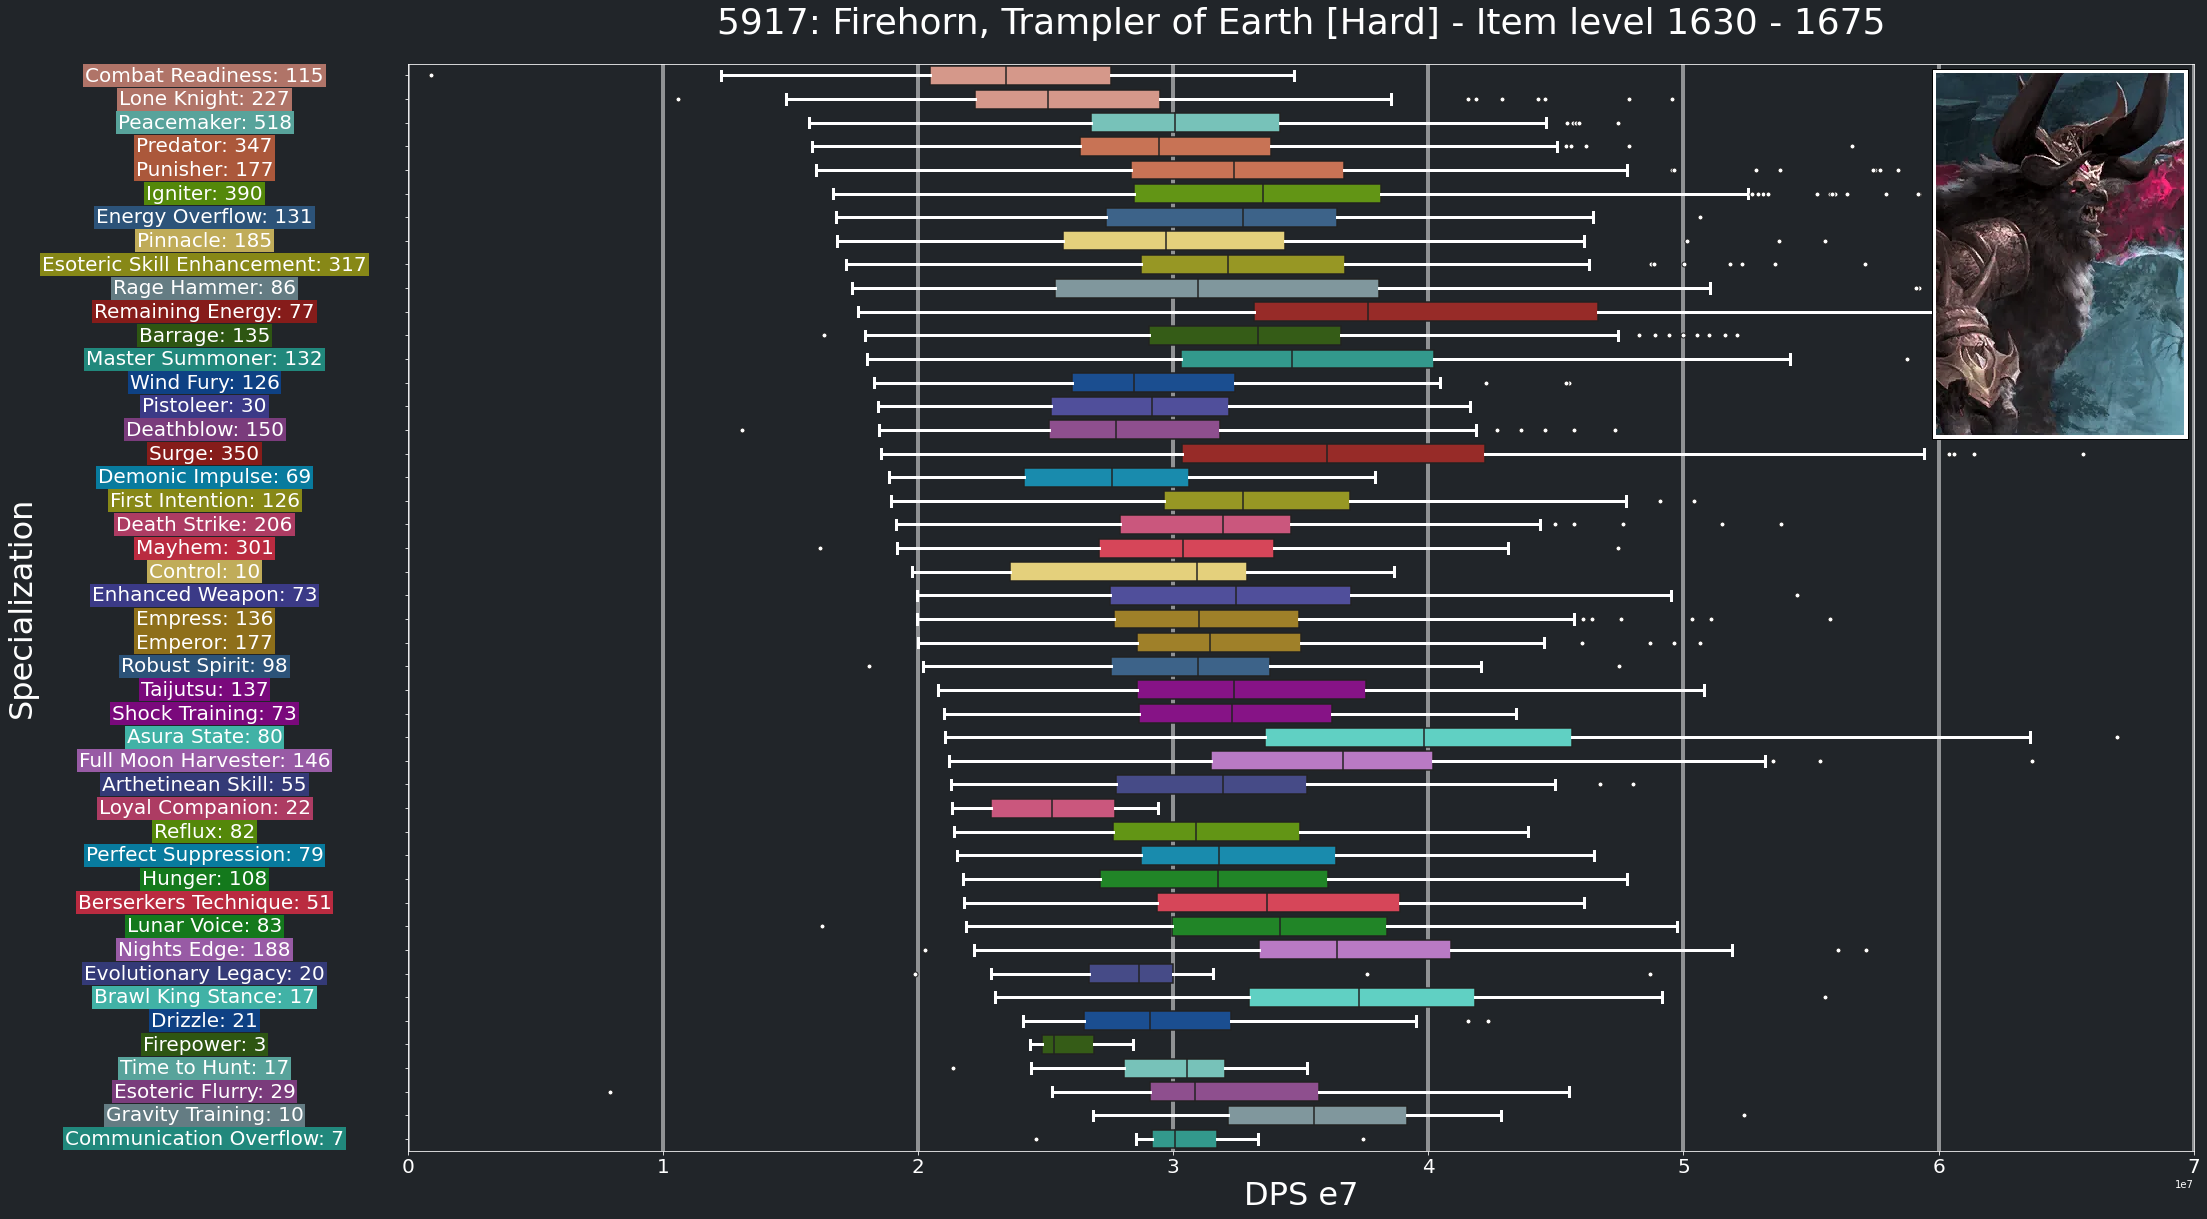 5917: Firehorn, Trampler of Earth [Hard] - Item level 1630 - 1675
Specialization
Combat Readiness: 115
Lone Knight: 227
Peacemaker: 518
Predator: 347
Punisher: 177
Igniter: 390
Energy Overflow: 131
Pinnacle: 185
Esoteric Skill Enhancement: 317
Rage Hammer: 86
Remaining Energy: 77
Barrage: 135
Master Summoner: 132
Wind Fury: 126
Pistoleer: 30
Deathblow: 150
Surge: 350
Demonic Impulse: 69
First Intention: 126
Death Strike: 206
Mayhem: 301
Control: 10
Enhanced Weapon: 73
Empress: 136
Emperor: 177
Robust Spirit: 98
Taijutsu: 137
Shock Training: 73
Asura State: 80
Full Moon Harvester: 146
Arthetinean Skill: 55
Loyal Companion: 22
Reflux: 82
Perfect Suppression: 79
Hunger: 108
Berserkers Technique: 51
Lunar Voice: 83
Nights Edge: 188
Evolutionary Legacy: 20
Brawl King Stance: 17
Drizzle: 21
Firepower: 3
Time to Hunt: 17
Esoteric Flurry: 29
Gravity Training: 10
Communication Overflow: 7
0 1 2 3 4 5 6 7
1e7
DPS e7